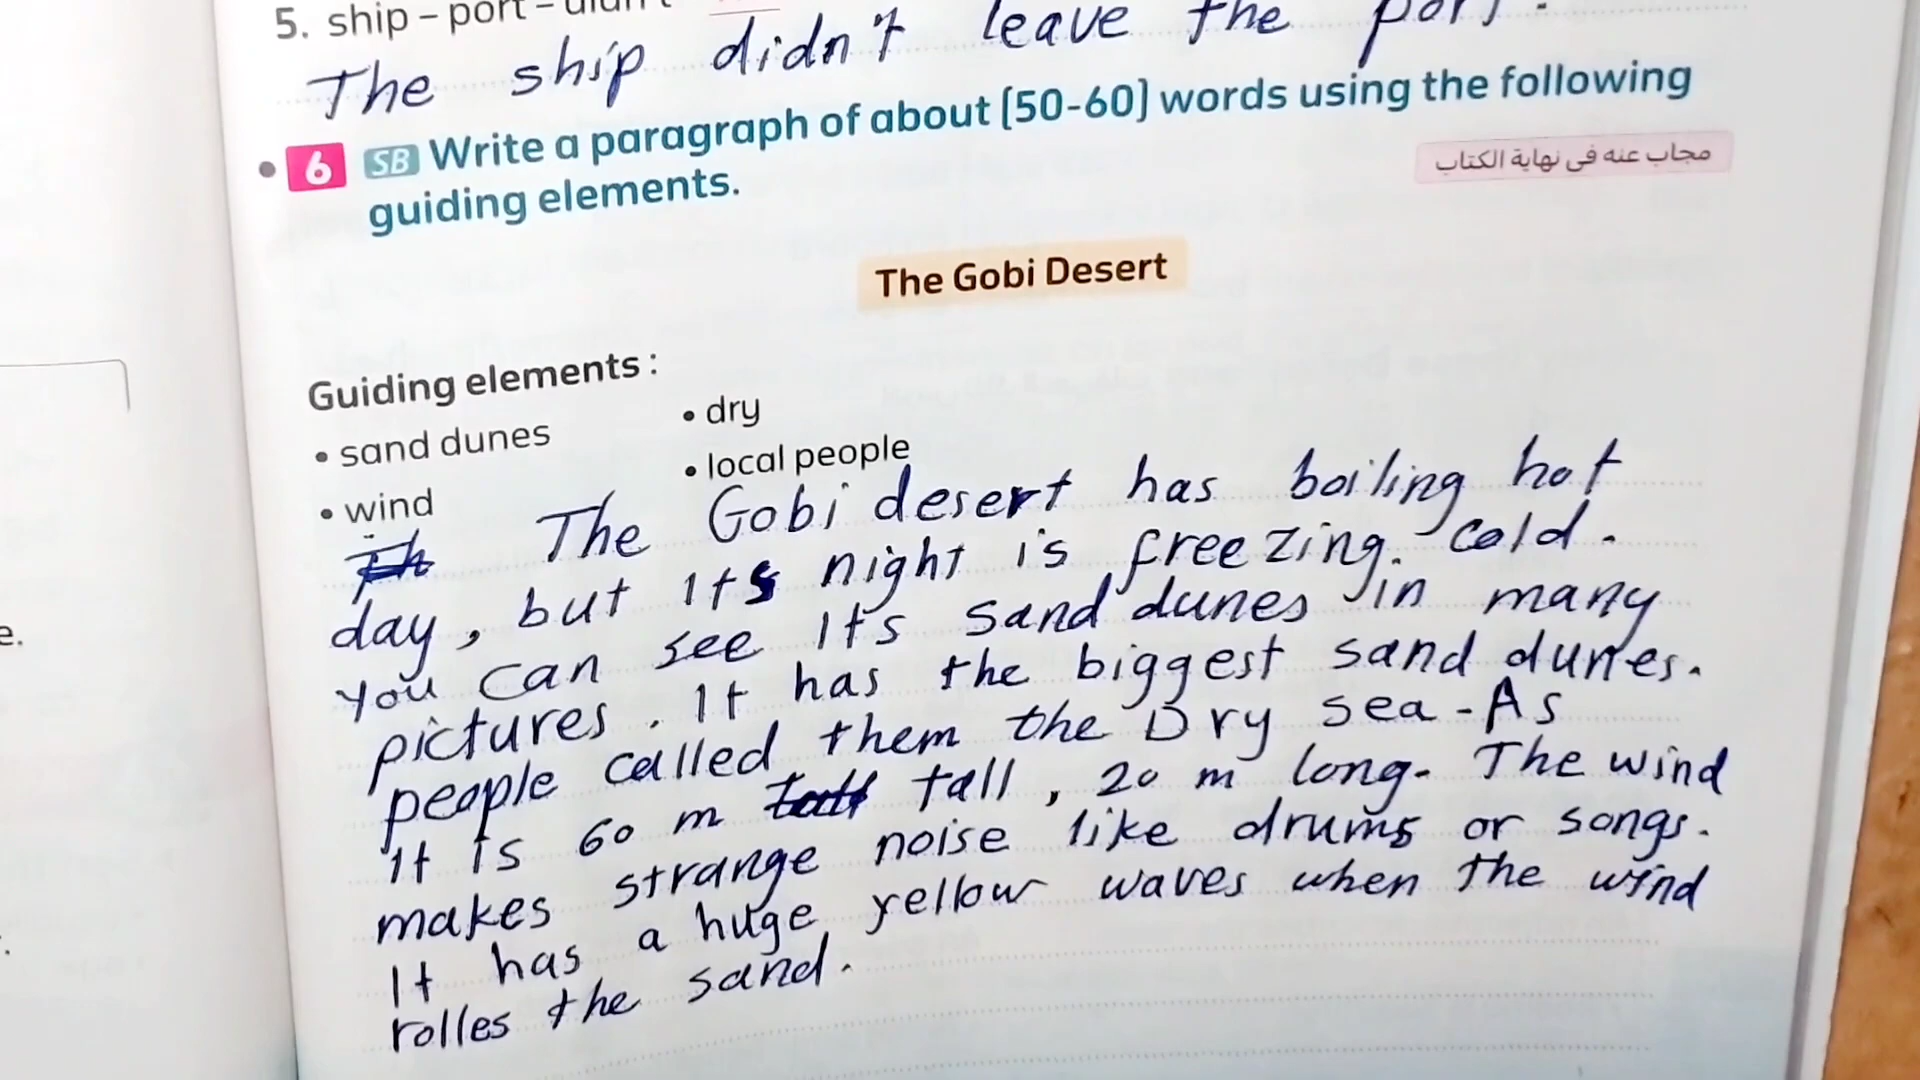 5. ship – port – didn't
The ship didn't leave the port.
6 SB Write a paragraph of about [50-60] words using the following
guiding elements.
مجاب عنه فى نهاية الكتاب
The Gobi Desert
Guiding elements :
• sand dunes
• dry
• local people
• wind
The Gobi desert has boiling hot
day, but its night is freezing cold.
you can see Its sand dunes in many
pictures. It has the biggest sand dunes.
people called them the Dry sea. As
It is 60 m tall, 20 m long. The wind
makes strange noise like drums or songs.
It has a huge yellow waves when the wind
rolles the sand.
e.